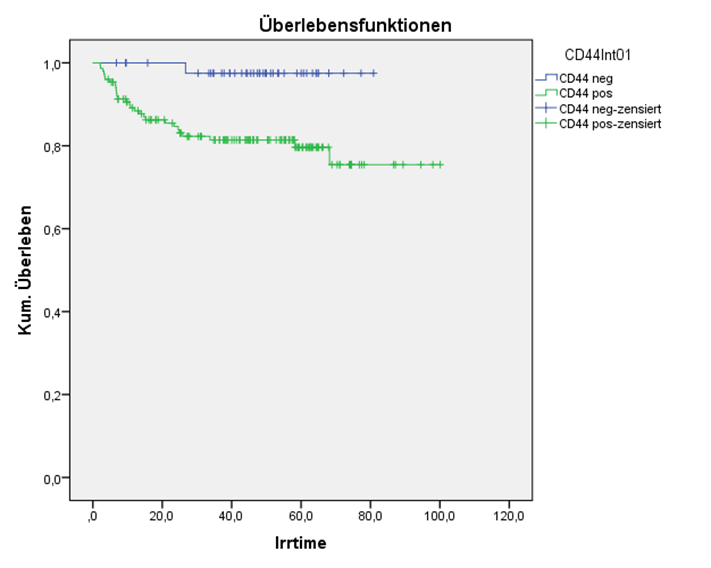 Überlebensfunktionen
CD44Int01
CD44 neg
CD44 pos
CD44 neg-zensiert
CD44 pos-zensiert
Kum. Überleben
1,0
0,8
0,6
0,4
0,2
0,0
,0 20,0 40,0 60,0 80,0 100,0 120,0
Irrtime